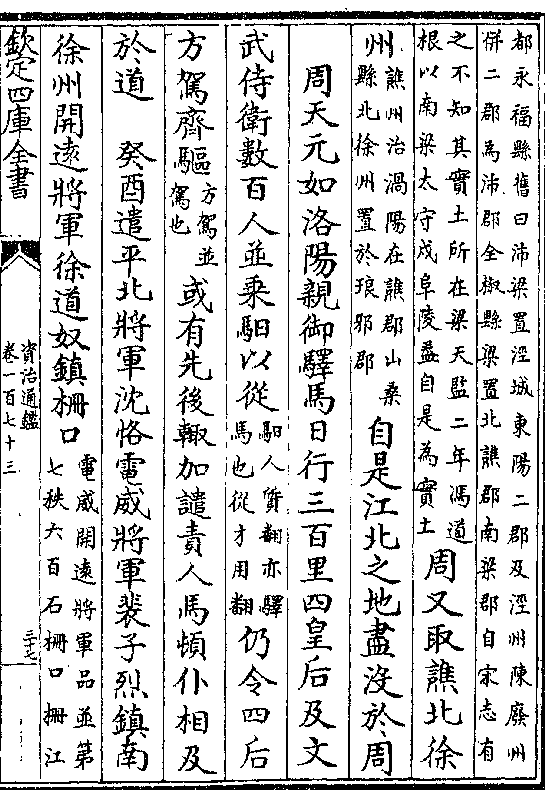 都永福縣舊曰沛梁置涇城東陽二郡及涇州陳廢州
併二郡為沛郡全椒縣梁置北譙郡南梁郡自宋志有
之不知其實土所在梁天監二年馮道
根以南梁太守戍阜陵葢自是為實土
周又取譙北徐
州
譙州治渦陽在譙郡山桑
縣北徐州置於琅邪郡
自是江北之地盡沒於周
周天元如洛陽親御驛馬日行三百里四皇后及文
武侍衛數百人並乗馹以從
馹人質翻亦驛
馬也從才用翻
仍令四后
方駕齊驅
方駕並
駕也
或有先後輙加譴責人馬頓仆相及
於道　癸酉遣平北將軍沈恪電威將軍裴子烈鎮南
徐州開逺將軍徐道奴鎮柵口
電威開逺將軍品並第
七秩六百石柵口柵江
欽定四庫全書
資治通鑑
卷一百七十三
三十七